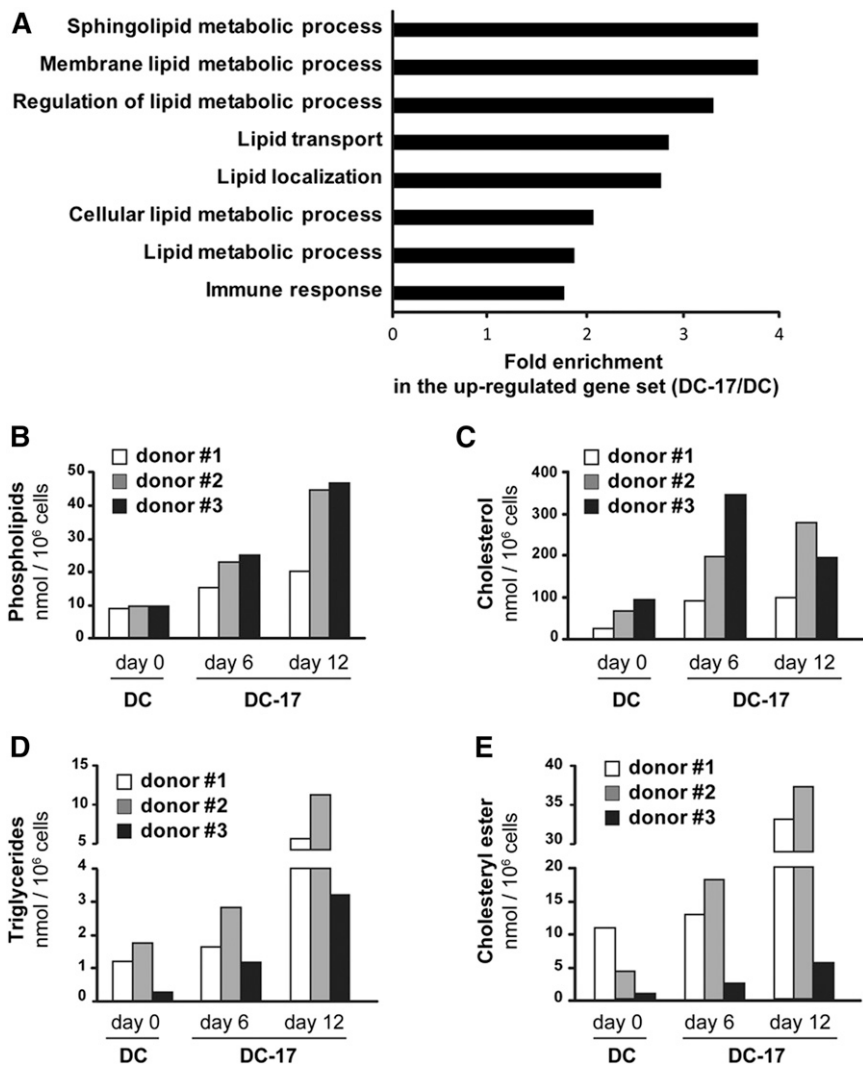 A
Sphingolipid metabolic process
Membrane lipid metabolic process
Regulation of lipid metabolic process
Lipid transport
Lipid localization
Cellular lipid metabolic process
Lipid metabolic process
Immune response
0 1 2 3 4
Fold enrichment
in the up-regulated gene set (DC-17/DC)
B
Phospholipids
nmol / 10⁶ cells
50
40
30
20
10
0
donor #1
donor #2
donor #3
day 0 day 6 day 12
DC DC-17
C
Cholesterol
nmol / 10⁶ cells
400
300
200
100
0
donor #1
donor #2
donor #3
day 0 day 6 day 12
DC DC-17
D
Triglycerides
nmol / 10⁶ cells
15
10
5
4
3
2
1
0
donor #1
donor #2
donor #3
day 0 day 6 day 12
DC DC-17
E
Cholesteryl ester
nmol / 10⁶ cells
40
35
30
20
15
10
5
0
donor #1
donor #2
donor #3
day 0 day 6 day 12
DC DC-17